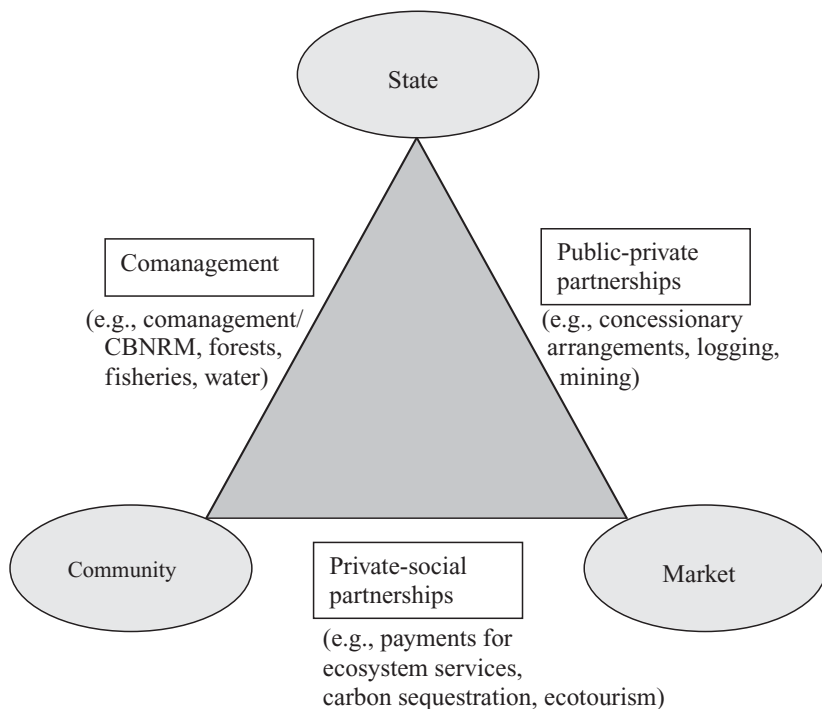 State
Comanagement
(e.g., comanagement/
CBNRM, forests,
fisheries, water)
Public-private
partnerships
(e.g., concessionary
arrangements, logging,
mining)
Community
Private-social
partnerships
(e.g., payments for
ecosystem services,
carbon sequestration, ecotourism)
Market